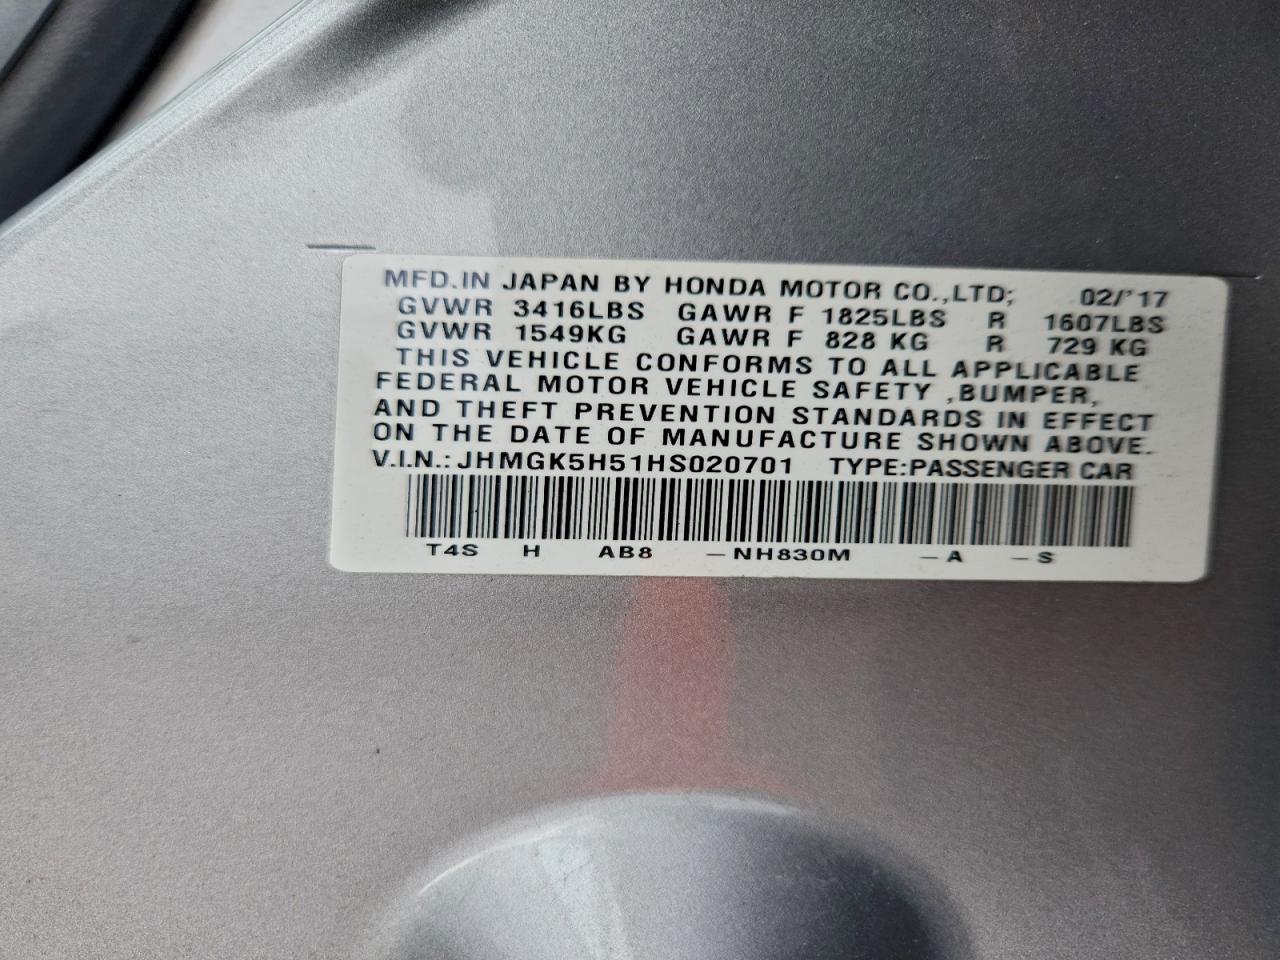 MFD.IN JAPAN BY HONDA MOTOR CO.,LTD; 02/'17
GVWR 3416LBS GAWR F 1825LBS R 1607LBS
GVWR 1549KG GAWR F 828 KG R 729 KG
THIS VEHICLE CONFORMS TO ALL APPLICABLE
FEDERAL MOTOR VEHICLE SAFETY ,BUMPER,
AND THEFT PREVENTION STANDARDS IN EFFECT
ON THE DATE OF MANUFACTURE SHOWN ABOVE.
V.I.N.: JHMGK5H51HS020701 TYPE:PASSENGER CAR
T4S H AB8 – NH830M – A – S